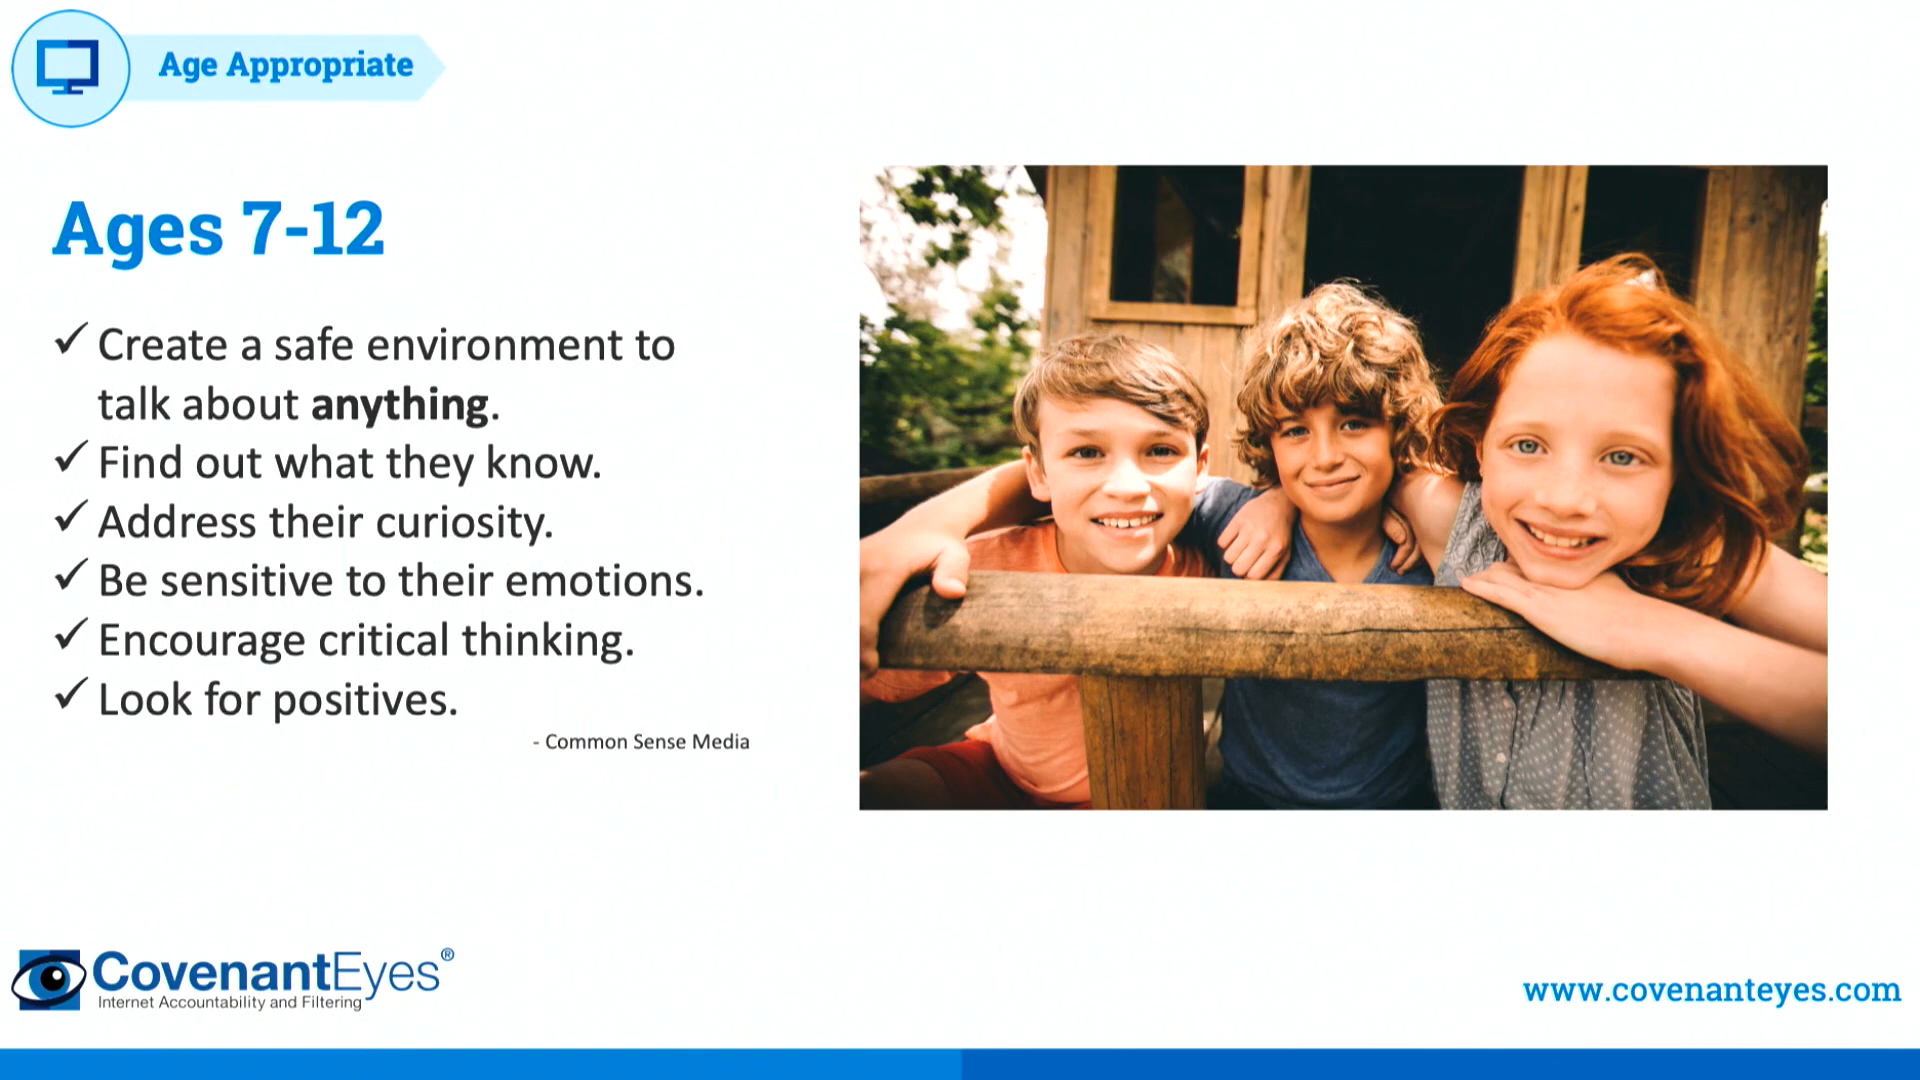 Age Appropriate
Ages 7-12
✓ Create a safe environment to
talk about anything.
✓ Find out what they know.
✓ Address their curiosity.
✓ Be sensitive to their emotions.
✓ Encourage critical thinking.
✓ Look for positives.
- Common Sense Media
CovenantEyes®
Internet Accountability and Filtering
www.covenanteyes.com